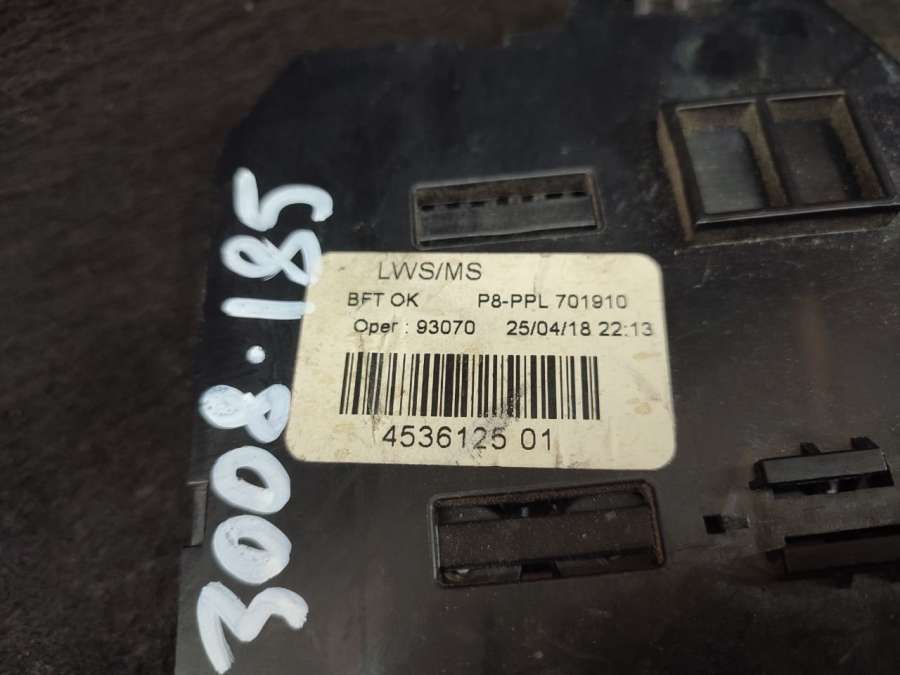 LWS/MS
BFT OK P8-PPL 701910
Oper : 93070 25/04/18 22:13
4536125 01
3008.185